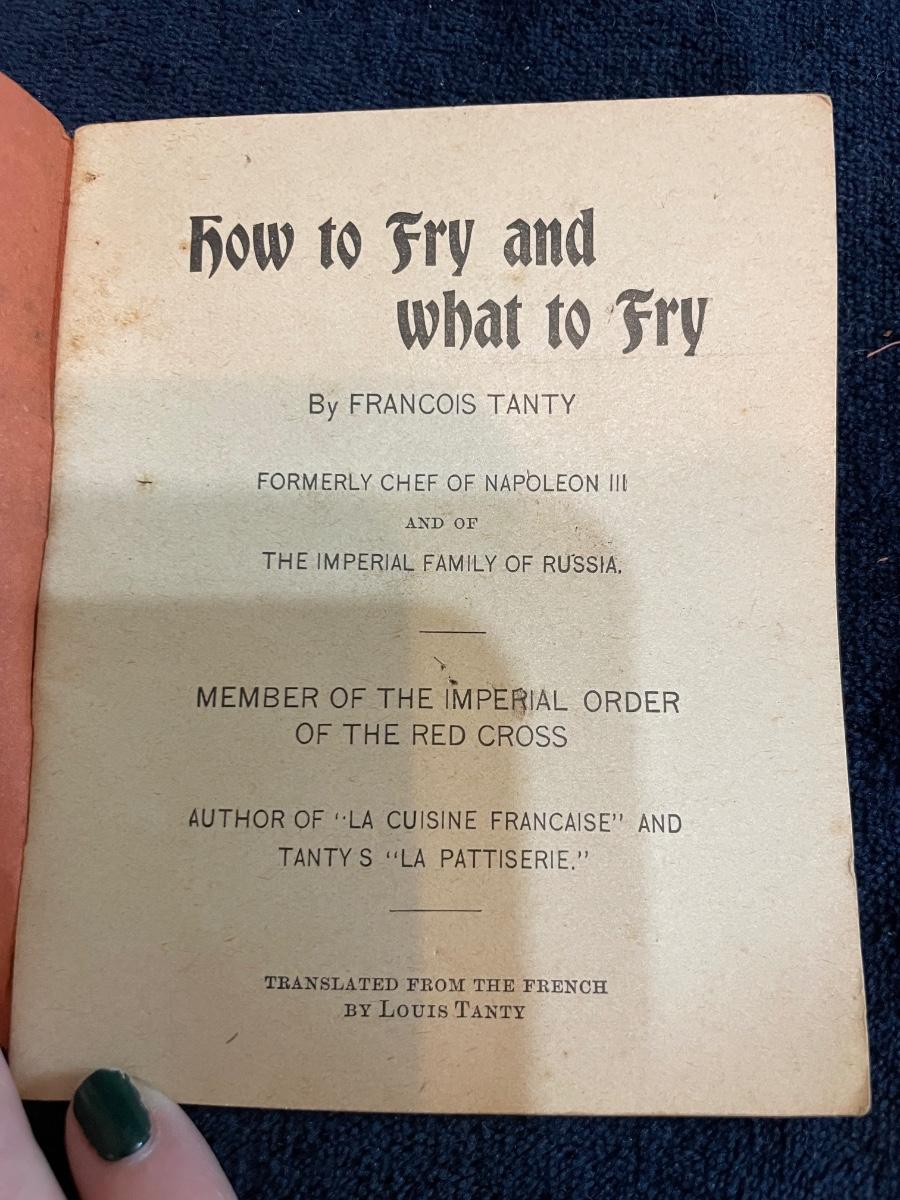 How to Fry and
what to Fry
By FRANCOIS TANTY
FORMERLY CHEF OF NAPOLEON III
AND OF
THE IMPERIAL FAMILY OF RUSSIA.
MEMBER OF THE IMPERIAL ORDER
OF THE RED CROSS
AUTHOR OF "LA CUISINE FRANCAISE" AND
TANTY S "LA PATTISERIE."
TRANSLATED FROM THE FRENCH
BY LOUIS TANTY